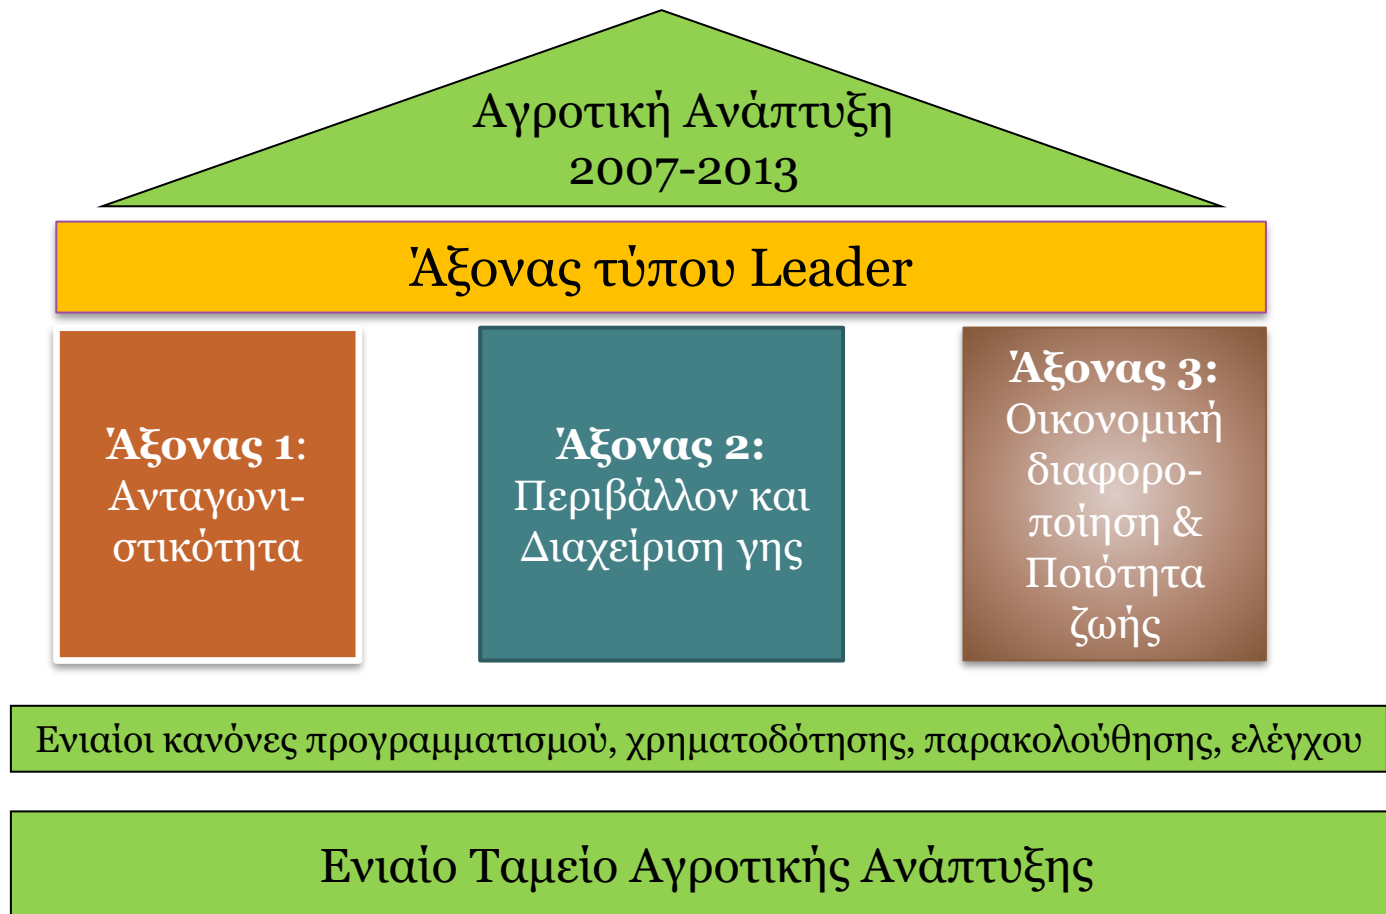 Αγροτική Ανάπτυξη
2007-2013
Άξονας τύπου Leader
Άξονας 1:
Ανταγωνι-
στικότητα
Άξονας 2:
Περιβάλλον και
Διαχείριση γης
Άξονας 3:
Οικονομική
διαφορο-
ποίηση &
Ποιότητα
ζωής
Ενιαίοι κανόνες προγραμματισμού, χρηματοδότησης, παρακολούθησης, ελέγχου
Ενιαίο Ταμείο Αγροτικής Ανάπτυξης